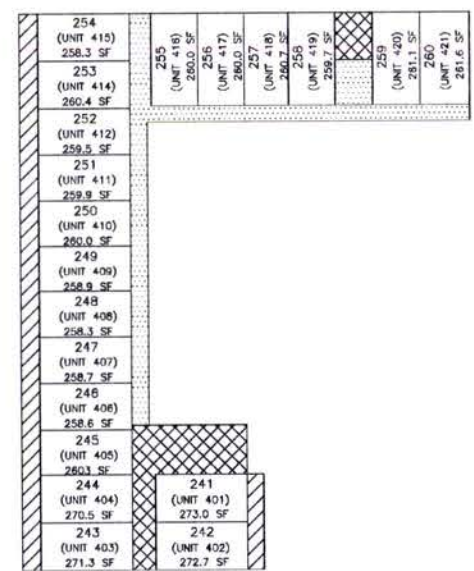 254
(UNIT 415)
258.3 SF
253
(UNIT 414)
260.4 SF
252
(UNIT 412)
259.5 SF
251
(UNIT 411)
259.9 SF
250
(UNIT 410)
260.0 SF
249
(UNIT 409)
258.9 SF
248
(UNIT 408)
258.3 SF
247
(UNIT 407)
258.7 SF
246
(UNIT 406)
258.6 SF
245
(UNIT 405)
2603 SF
244
(UNIT 404)
270.5 SF
243
(UNIT 403)
271.3 SF
255
(UNIT 416)
260.0 SF
256
(UNIT 417)
260.0 SF
257
(UNIT 418)
260.7 SF
258
(UNIT 419)
259.7 SF
259
(UNIT 420)
261.1 SF
260
(UNIT 421)
261.6 SF
241
(UNIT 401)
273.0 SF
242
(UNIT 402)
272.7 SF